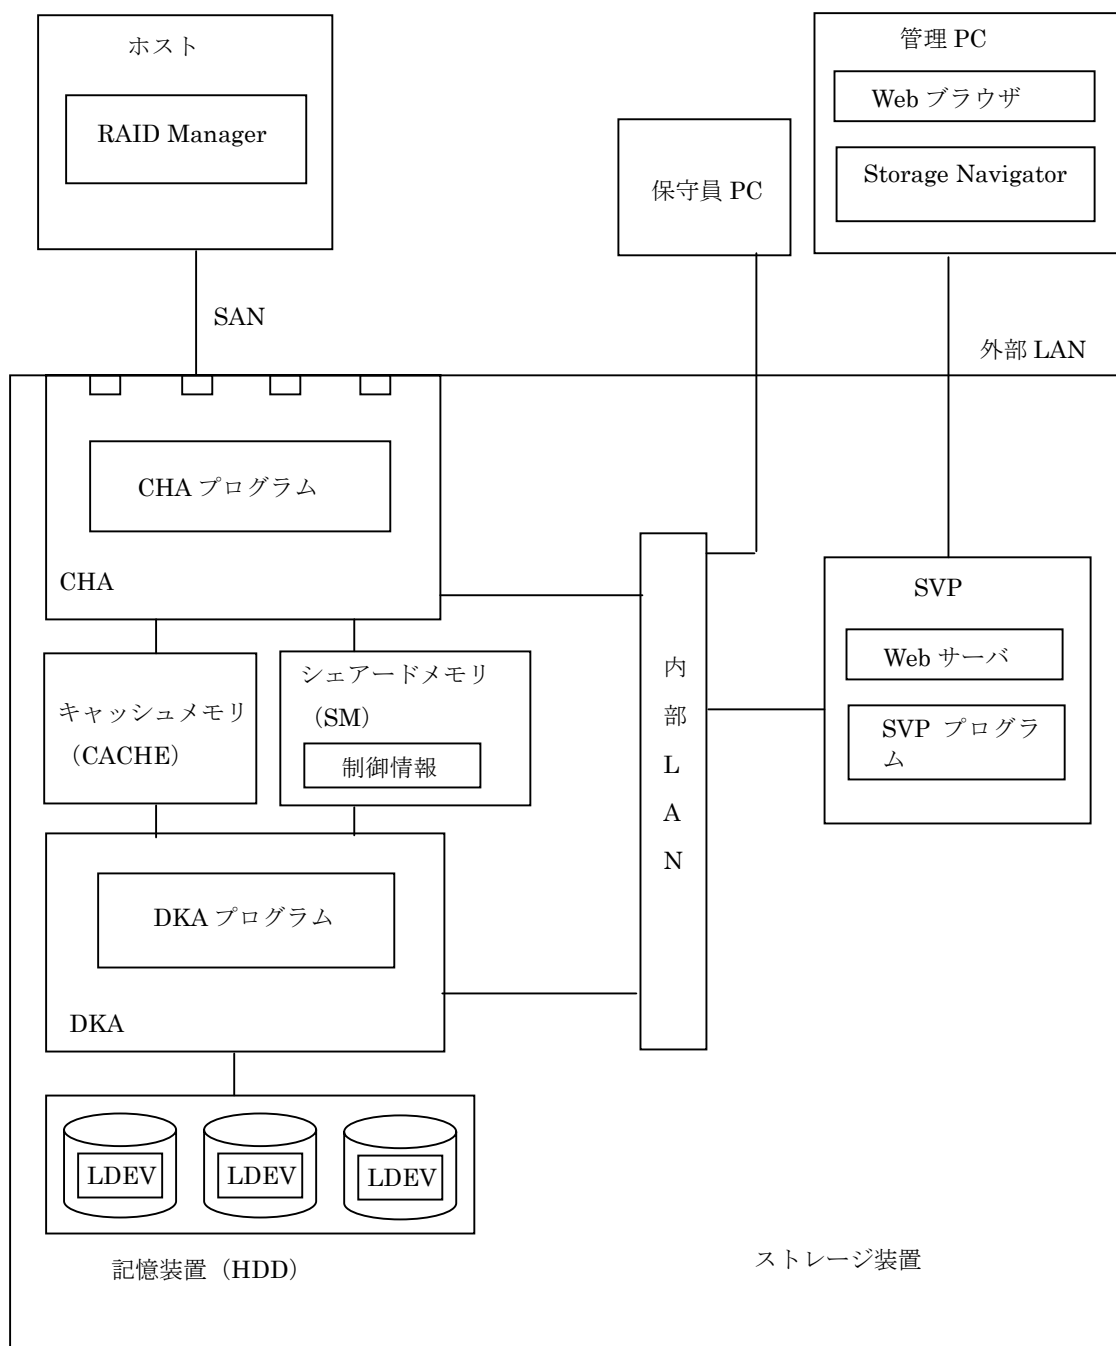 ホスト
RAID Manager
管理 PC
Web ブラウザ
Storage Navigator
保守員 PC
SAN
外部 LAN
CHA プログラム
CHA
キャッシュメモリ
（CACHE）
シェアードメモリ
（SM）
制御情報
内
部
L
A
N
SVP
Web サーバ
SVP プログラ
ム
DKA プログラム
DKA
LDEV
LDEV
LDEV
記憶装置（HDD）
ストレージ装置